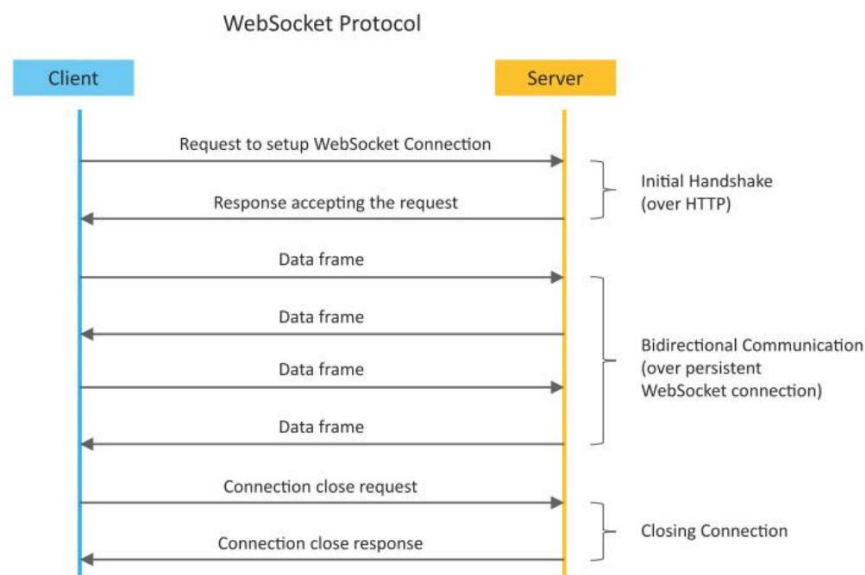 WebSocket Protocol
Client
Server
Request to setup WebSocket Connection
Response accepting the request
Initial Handshake
(over HTTP)
Data frame
Data frame
Data frame
Data frame
Bidirectional Communication
(over persistent
WebSocket connection)
Connection close request
Connection close response
Closing Connection